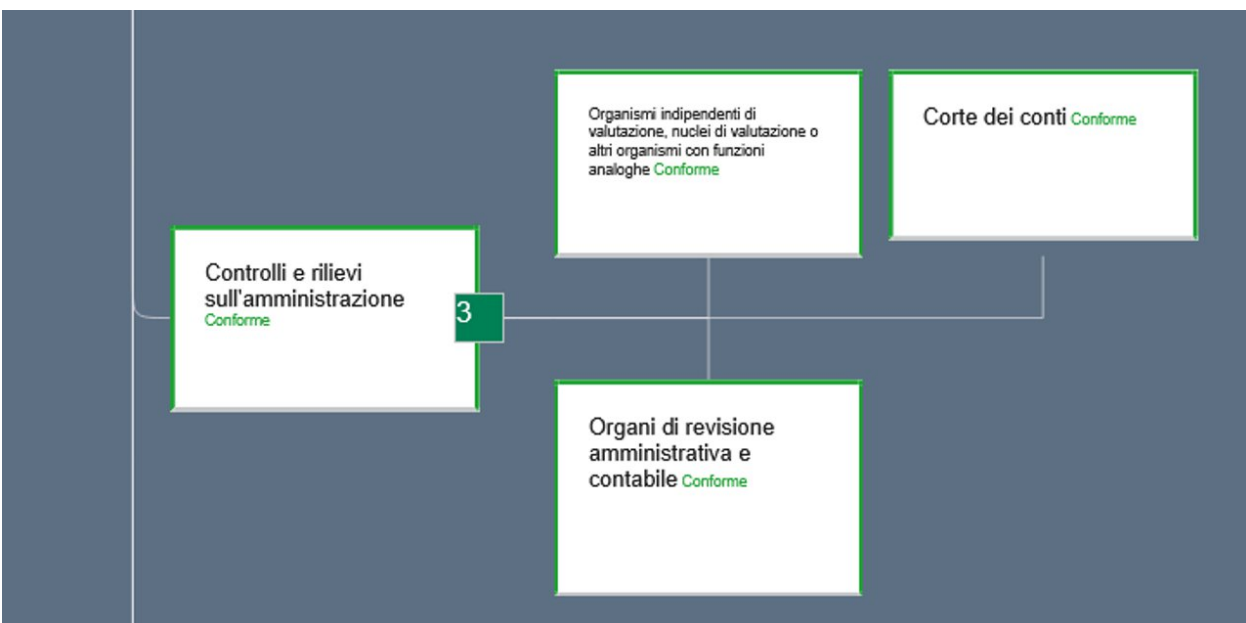 Organismi indipendenti di
valutazione, nuclei di valutazione o
altri organismi con funzioni
analoghe Conforme
Corte dei conti Conforme
Controlli e rilievi
sull'amministrazione
Conforme
3
Organi di revisione
amministrativa e
contabile Conforme